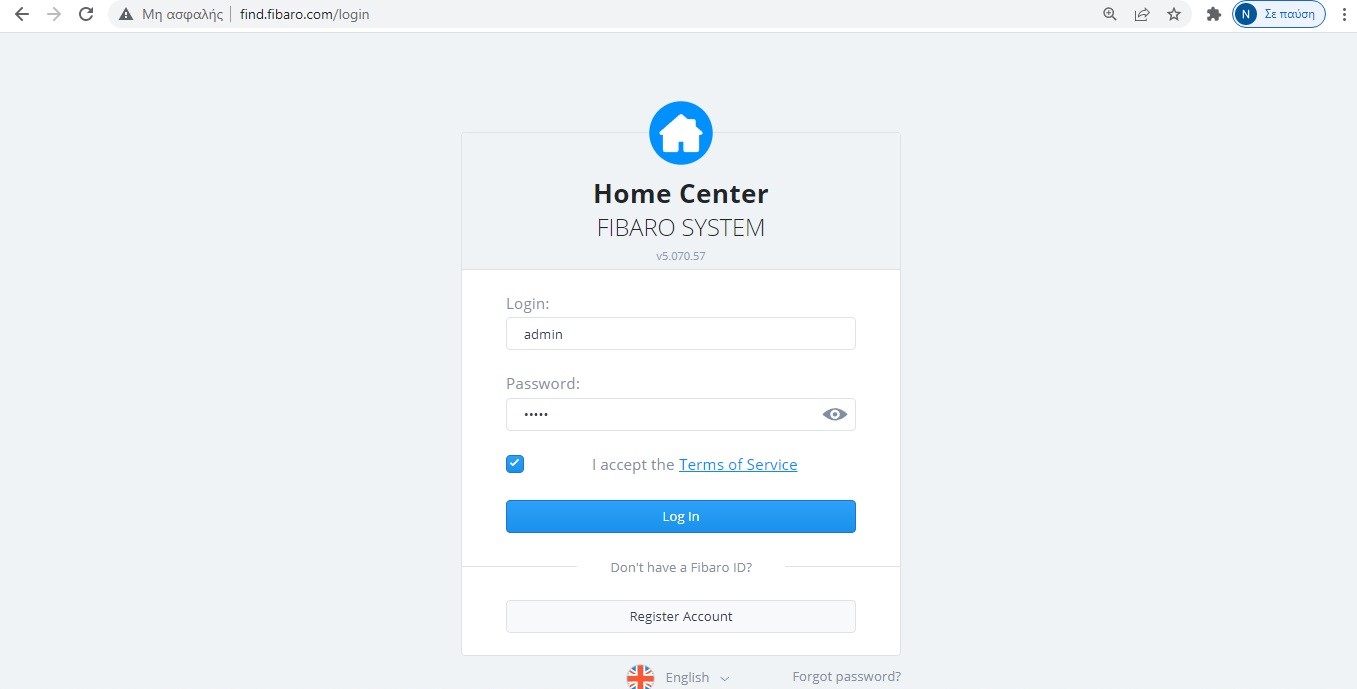 Μη ασφαλής find.fibaro.com/login N Σε παύση
Home Center
FIBARO SYSTEM
v5.070.57
Login:
admin
Password:
•••••
I accept the Terms of Service
Log In
Don't have a Fibaro ID?
Register Account
English Forgot password?